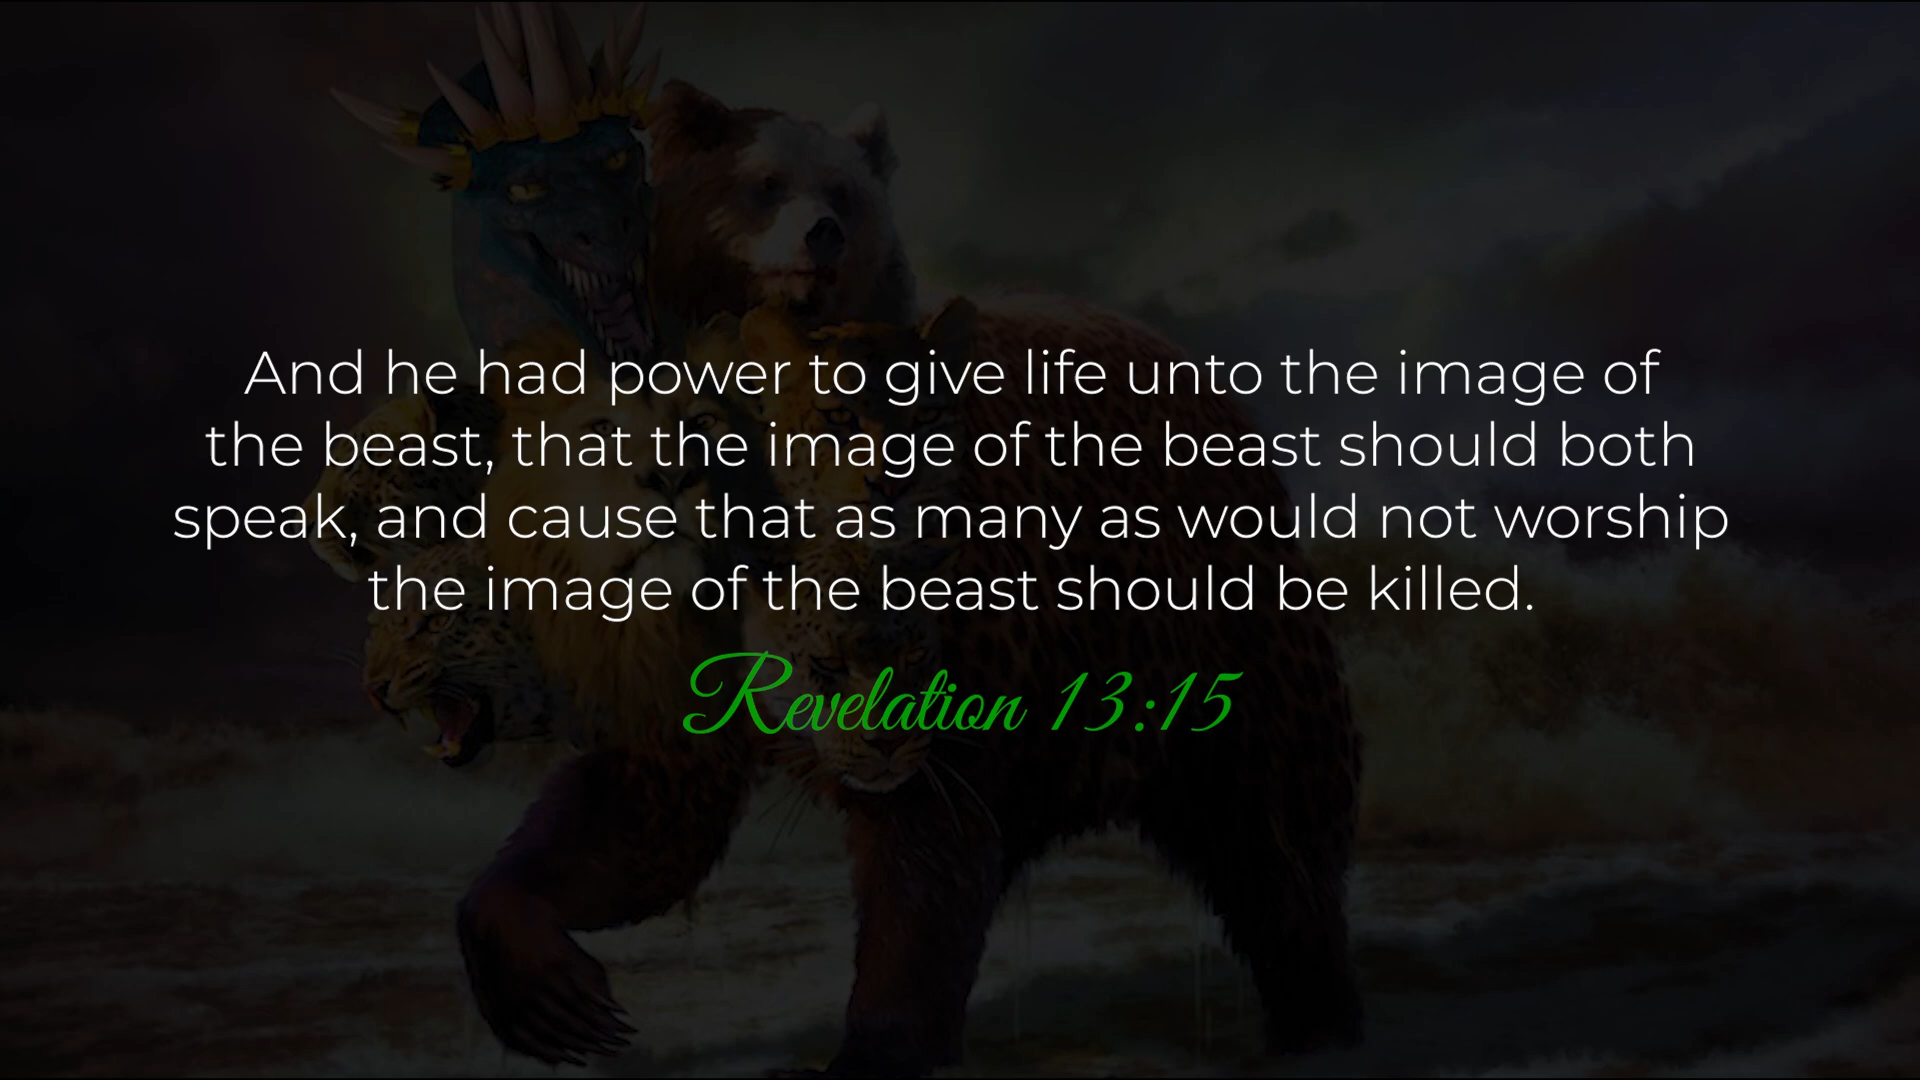 And he had power to give life unto the image of
the beast, that the image of the beast should both
speak, and cause that as many as would not worship
the image of the beast should be killed.
Revelation 13:15